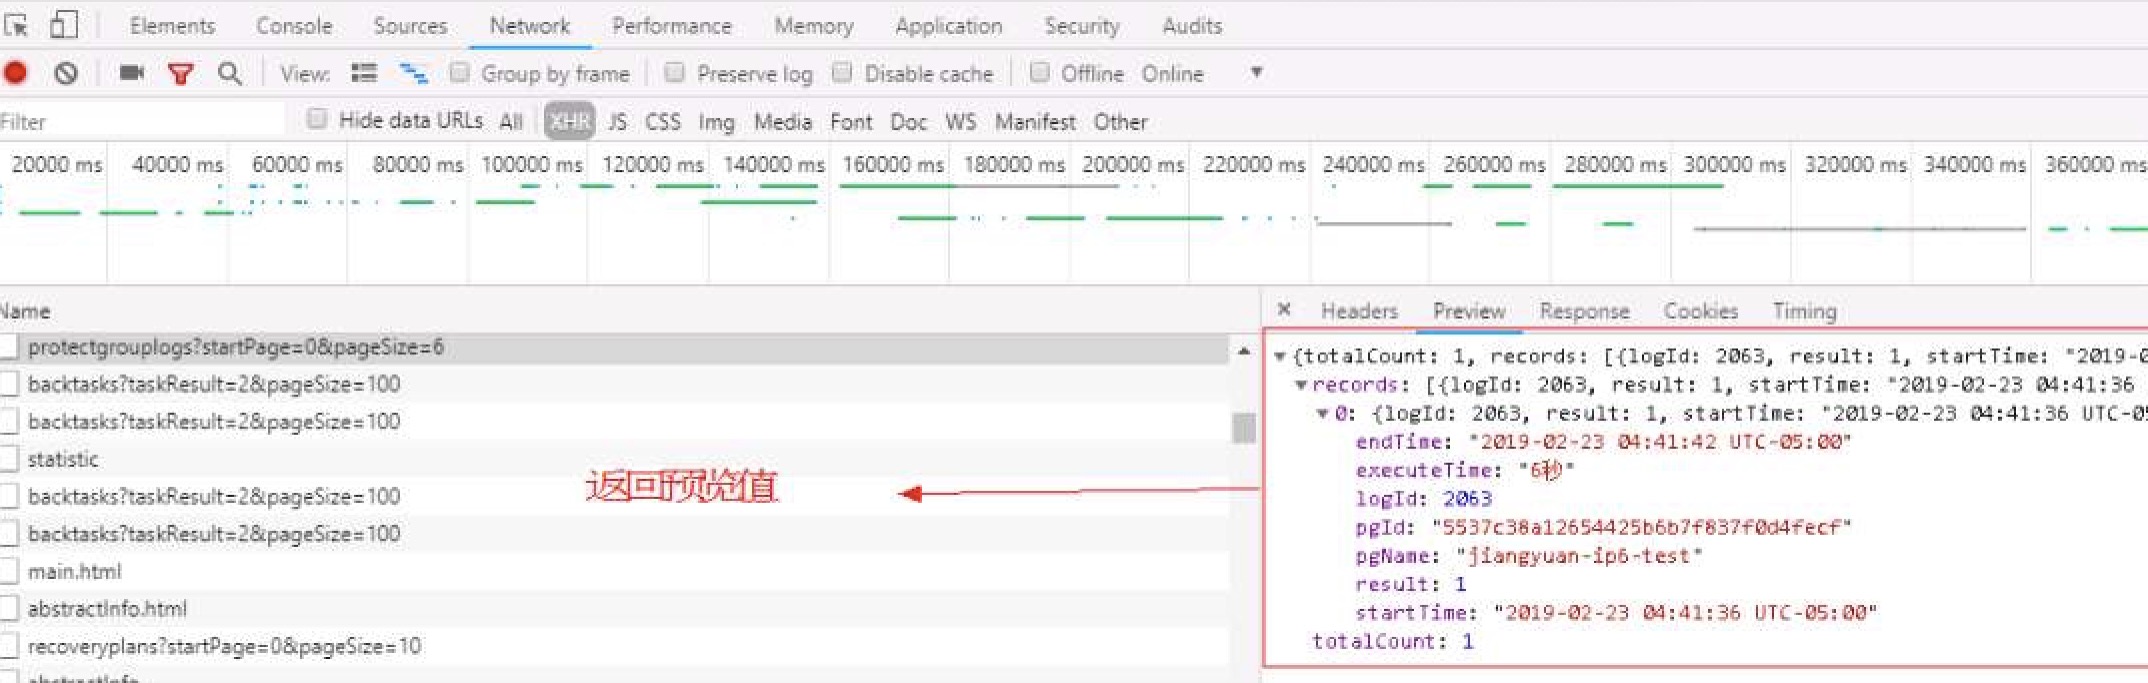 Elements Console Sources Network Performance Memory Application Security Audits
View: Group by frame Preserve log Disable cache Offline Online
Filter Hide data URLs All XHR JS CSS Img Media Font Doc WS Manifest Other
20000 ms 40000 ms 60000 ms 80000 ms 100000 ms 120000 ms 140000 ms 160000 ms 180000 ms 200000 ms 220000 ms 240000 ms 260000 ms 280000 ms 300000 ms 320000 ms 340000 ms 360000 ms
Name
protectgrouplogs?startPage=0&pageSize=6
backtasks?taskResult=2&pageSize=100
backtasks?taskResult=2&pageSize=100
statistic
backtasks?taskResult=2&pageSize=100
backtasks?taskResult=2&pageSize=100
main.html
abstractInfo.html
recoveryplans?startPage=0&pageSize=10
abstractInfo
返回预览值
× Headers Preview Response Cookies Timing
{totalCount: 1, records: [{logId: 2063, result: 1, startTime: "2019-0
records: [{logId: 2063, result: 1, startTime: "2019-02-23 04:41:36
0: {logId: 2063, result: 1, startTime: "2019-02-23 04:41:36 UTC-05
endTime: "2019-02-23 04:41:42 UTC-05:00"
executeTime: "6秒"
logId: 2063
pgId: "5537c38a12654425b6b7f837f0d4fecf"
pgName: "jiangyuan-ip6-test"
result: 1
startTime: "2019-02-23 04:41:36 UTC-05:00"
totalCount: 1